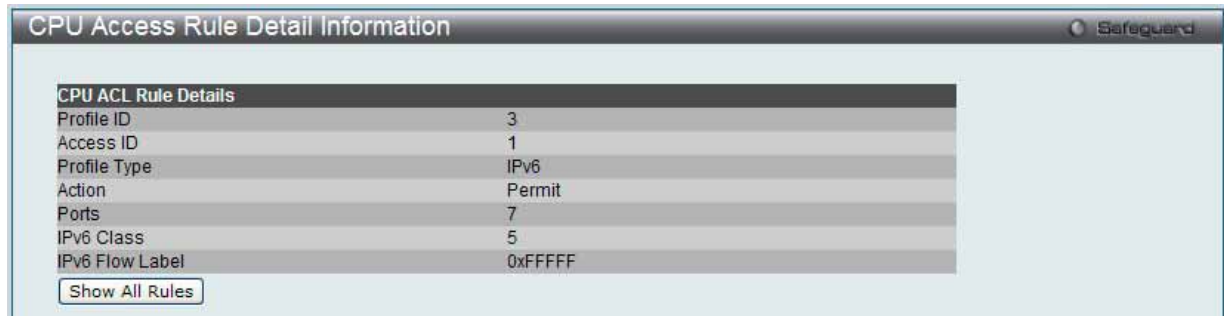 CPU Access Rule Detail Information
Safeguard
CPU ACL Rule Details
Profile ID 3
Access ID 1
Profile Type IPv6
Action Permit
Ports 7
IPv6 Class 5
IPv6 Flow Label 0xFFFFF
Show All Rules